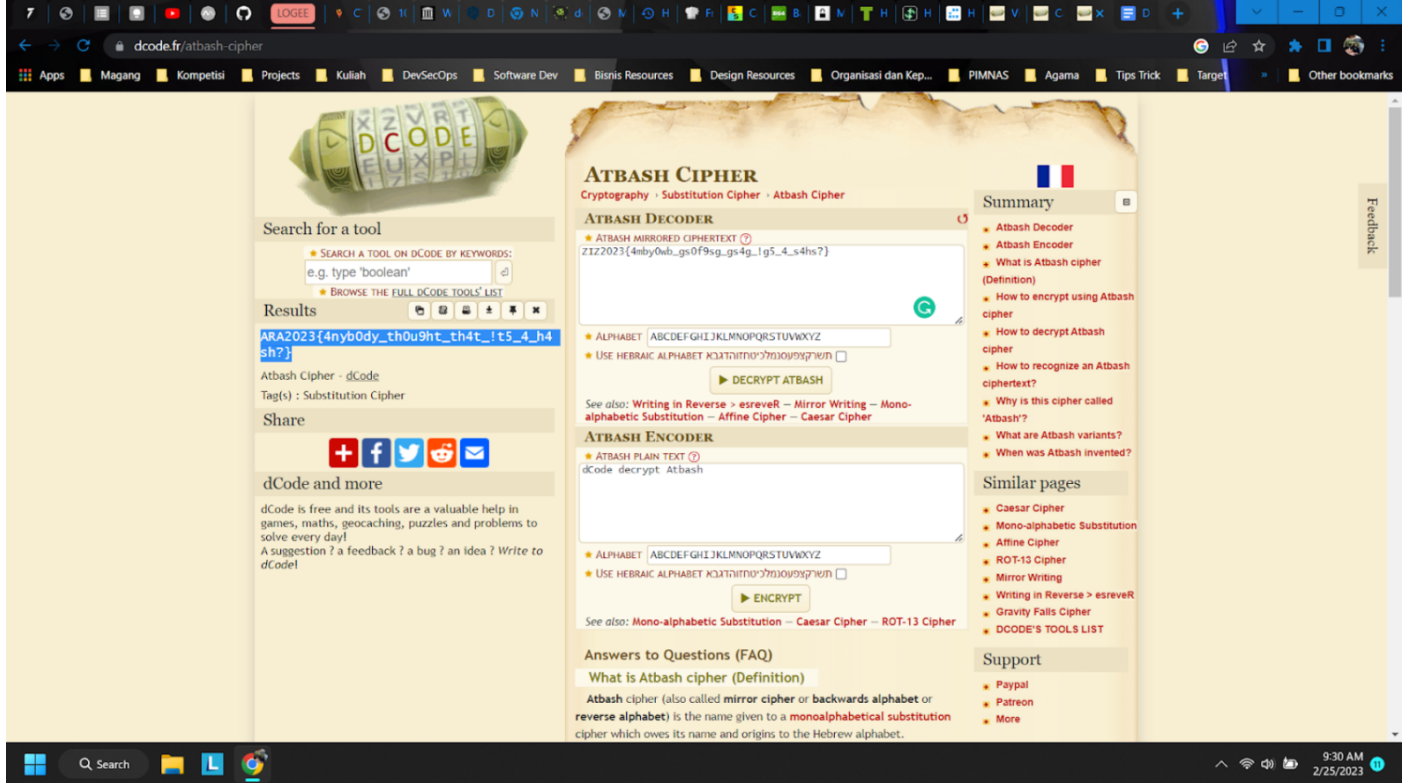 LOGEE
dcode.fr/atbash-cipher
Apps Magang Kompetisi Projects Kuliah DevSecOps Software Dev Bisnis Resources Design Resources Organisasi dan Kep... PIMNAS Agama Tips Trick Target » Other bookmarks
DCODE
Search for a tool
★ SEARCH A TOOL ON DCODE BY KEYWORDS:
e.g. type 'boolean'
★ BROWSE THE FULL DCODE TOOLS' LIST
Results
ARA2023{4nyb0dy_th0u9ht_th4t_!t5_4_h4
sh?}
Atbash Cipher - dCode
Tag(s) : Substitution Cipher
Share
dCode and more
dCode is free and its tools are a valuable help in
games, maths, geocaching, puzzles and problems to
solve every day!
A suggestion ? a feedback ? a bug ? an idea ? Write to
dCode!
ATBASH CIPHER
Cryptography › Substitution Cipher › Atbash Cipher
ATBASH DECODER
★ ATBASH MIRRORED CIPHERTEXT ?
ZIZ2023{4mby0wb_gs0f9sg_gs4g_!g5_4_s4hs?}
★ ALPHABET ABCDEFGHIJKLMNOPQRSTUVWXYZ
★ USE HEBRAIC ALPHABET תשרקצפעסנמלכיטחזוהדגבא
▶ DECRYPT ATBASH
See also: Writing in Reverse > esreveR — Mirror Writing — Mono-
alphabetic Substitution — Affine Cipher — Caesar Cipher
ATBASH ENCODER
★ ATBASH PLAIN TEXT ?
dCode decrypt Atbash
★ ALPHABET ABCDEFGHIJKLMNOPQRSTUVWXYZ
★ USE HEBRAIC ALPHABET תשרקצפעסנמלכיטחזוהדגבא
▶ ENCRYPT
See also: Mono-alphabetic Substitution — Caesar Cipher — ROT-13 Cipher
Answers to Questions (FAQ)
What is Atbash cipher (Definition)
Atbash cipher (also called mirror cipher or backwards alphabet or
reverse alphabet) is the name given to a monoalphabetical substitution
cipher which owes its name and origins to the Hebrew alphabet.
Summary
Atbash Decoder
Atbash Encoder
What is Atbash cipher
(Definition)
How to encrypt using Atbash
cipher
How to decrypt Atbash
cipher
How to recognize an Atbash
ciphertext?
Why is this cipher called
'Atbash'?
What are Atbash variants?
When was Atbash invented?
Similar pages
Caesar Cipher
Mono-alphabetic Substitution
Affine Cipher
ROT-13 Cipher
Mirror Writing
Writing in Reverse > esreveR
Gravity Falls Cipher
DCODE'S TOOLS LIST
Support
Paypal
Patreon
More
Feedback
Search
9:30 AM
2/25/2023